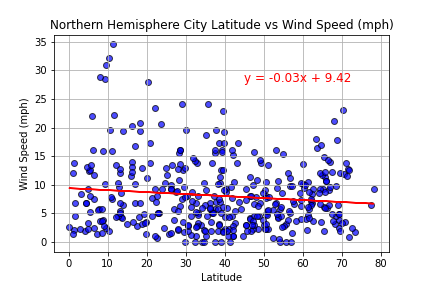 Northern Hemisphere City Latitude vs Wind Speed (mph)
35
30
25
20
15
10
5
0
Wind Speed (mph)
y = -0.03x + 9.42
0 10 20 30 40 50 60 70 80
Latitude